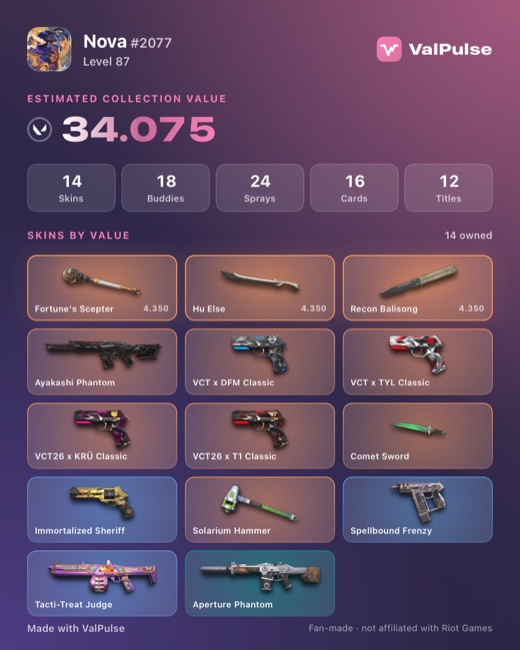 Nova #2077
Level 87
ValPulse
ESTIMATED COLLECTION VALUE
34.075
14
Skins
18
Buddies
24
Sprays
16
Cards
12
Titles
SKINS BY VALUE
14 owned
Fortune's Scepter 4.350
Hu Else 4.350
Recon Balisong 4.350
Ayakashi Phantom
VCT x DFM Classic
VCT x TYL Classic
VCT26 x KRÜ Classic
VCT26 x T1 Classic
Comet Sword
Immortalized Sheriff
Solarium Hammer
Spellbound Frenzy
Tacti-Treat Judge
Aperture Phantom
Made with ValPulse
Fan-made · not affiliated with Riot Games